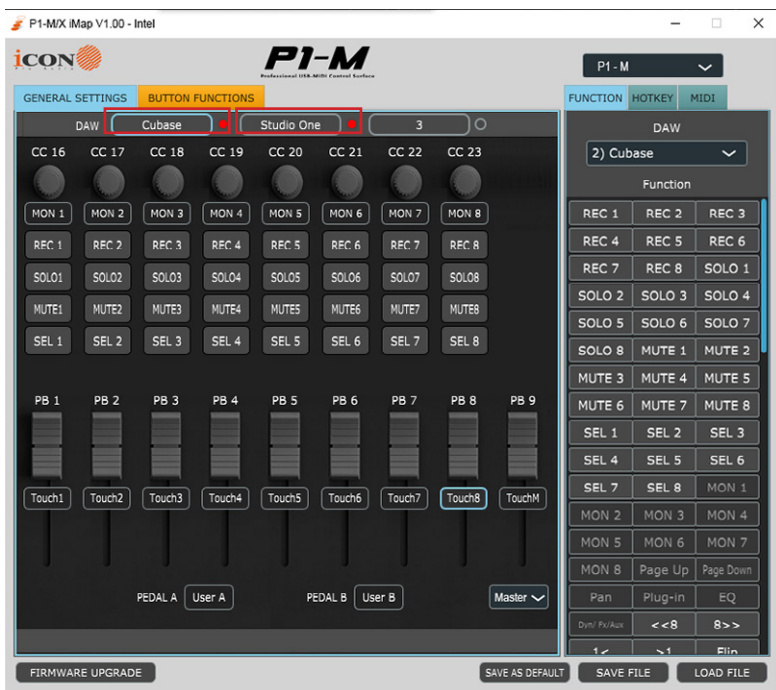 P1-M/X iMap V1.00 - Intel
iCON
P1-M
Professional USB-MIDI Control Surface
P1 - M
GENERAL SETTINGS BUTTON FUNCTIONS
FUNCTION HOTKEY MIDI
DAW Cubase Studio One 3
CC 16 CC 17 CC 18 CC 19 CC 20 CC 21 CC 22 CC 23
MON 1 MON 2 MON 3 MON 4 MON 5 MON 6 MON 7 MON 8
REC 1 REC 2 REC 3 REC 4 REC 5 REC 6 REC 7 REC 8
SOLO1 SOLO2 SOLO3 SOLO4 SOLO5 SOLO6 SOLO7 SOLO8
MUTE1 MUTE2 MUTE3 MUTE4 MUTE5 MUTE6 MUTE7 MUTE8
SEL 1 SEL 2 SEL 3 SEL 4 SEL 5 SEL 6 SEL 7 SEL 8
PB 1 PB 2 PB 3 PB 4 PB 5 PB 6 PB 7 PB 8 PB 9
Touch1 Touch2 Touch3 Touch4 Touch5 Touch6 Touch7 Touch8 TouchM
PEDAL A User A PEDAL B User B Master
DAW
2) Cubase
Function
REC 1 REC 2 REC 3
REC 4 REC 5 REC 6
REC 7 REC 8 SOLO 1
SOLO 2 SOLO 3 SOLO 4
SOLO 5 SOLO 6 SOLO 7
SOLO 8 MUTE 1 MUTE 2
MUTE 3 MUTE 4 MUTE 5
MUTE 6 MUTE 7 MUTE 8
SEL 1 SEL 2 SEL 3
SEL 4 SEL 5 SEL 6
SEL 7 SEL 8 MON 1
MON 2 MON 3 MON 4
MON 5 MON 6 MON 7
MON 8 Page Up Page Down
Pan Plug-in EQ
Dyn/ Fx/Aux <<8 8>>
1< >1 Flip
FIRMWARE UPGRADE SAVE AS DEFAULT SAVE FILE LOAD FILE